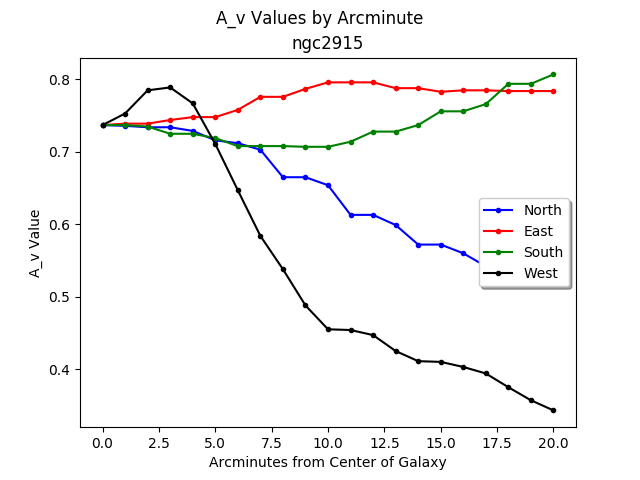 A_v Values by Arcminute
ngc2915
0.8
0.7
0.6
0.5
0.4
A_v Value
North
East
South
West
0.0 2.5 5.0 7.5 10.0 12.5 15.0 17.5 20.0
Arcminutes from Center of Galaxy